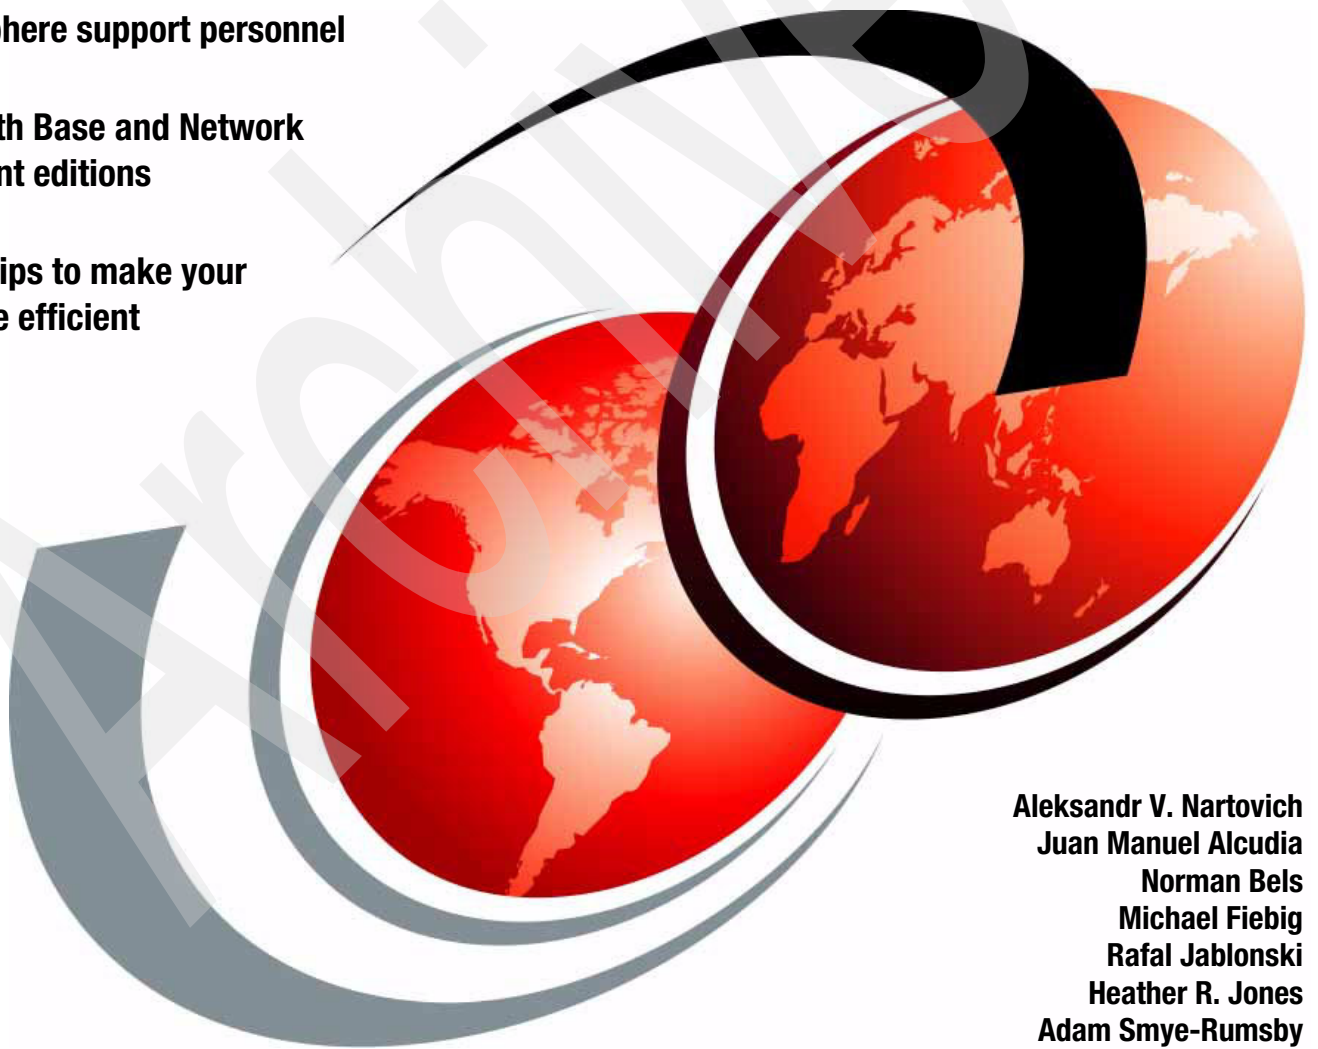 here support personnel
th Base and Network
nt editions
ips to make your
e efficient
Aleksandr V. Nartovich
Juan Manuel Alcudia
Norman Bels
Michael Fiebig
Rafal Jablonski
Heather R. Jones
Adam Smye-Rumsby